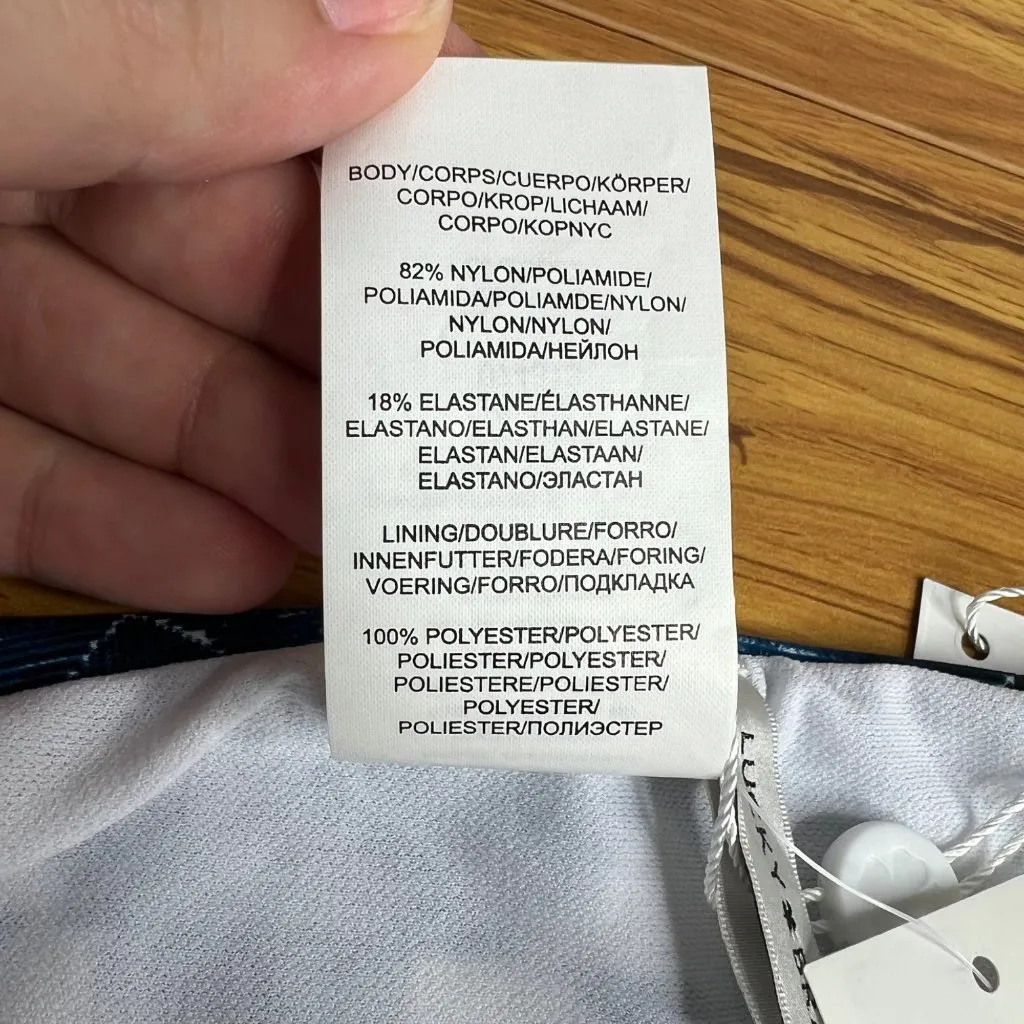 BODY/CORPS/CUERPO/KÖRPER/
CORPO/KROP/LICHAAM/
CORPO/KOPNYC
82% NYLON/POLIAMIDE/
POLIAMIDA/POLIAMDE/NYLON/
NYLON/NYLON/
POLIAMIDA/НЕЙЛОН
18% ELASTANE/ÉLASTHANNE/
ELASTANO/ELASTHAN/ELASTANE/
ELASTAN/ELASTAAN/
ELASTANO/ЭЛАСТАН
LINING/DOUBLURE/FORRO/
INNENFUTTER/FODERA/FORING/
VOERING/FORRO/ПОДКЛАДКА
100% POLYESTER/POLYESTER/
POLIESTER/POLYESTER/
POLIESTERE/POLIESTER/
POLYESTER/
POLIESTER/ПОЛИЭСТЕР
LUCKY